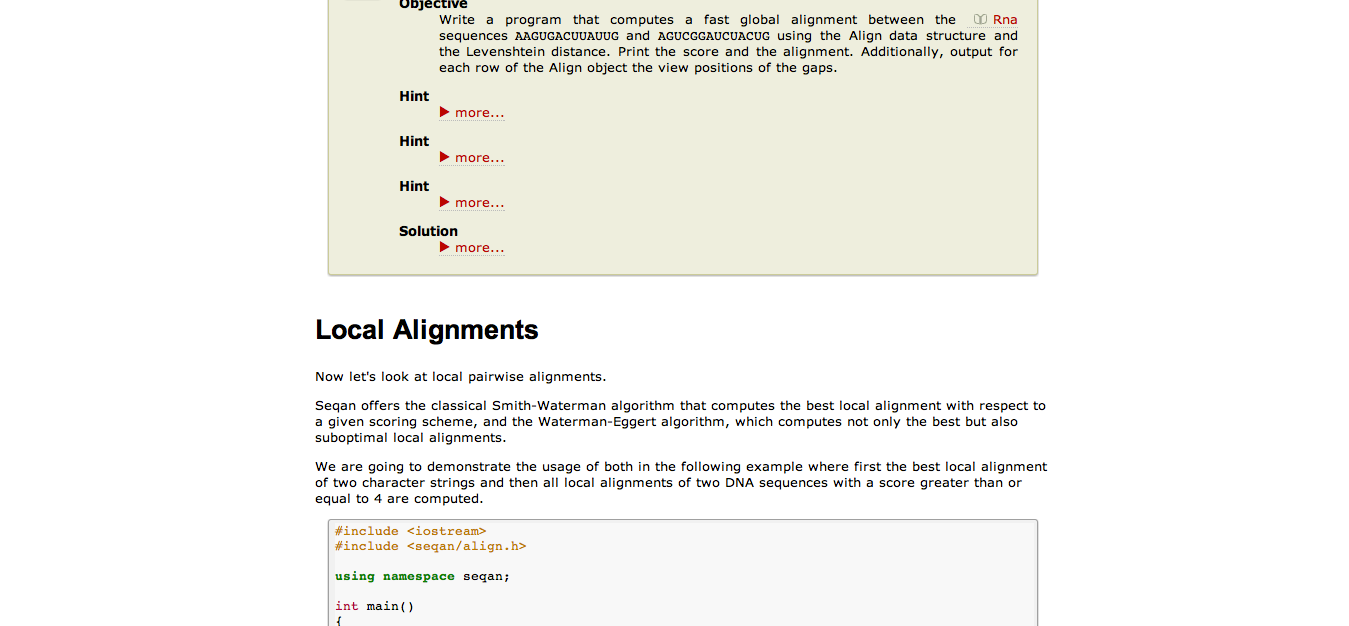 Objective
Write a program that computes a fast global alignment between the Rna
sequences AAGUGACUUAUUG and AGUCGGAUCUACUG using the Align data structure and
the Levenshtein distance. Print the score and the alignment. Additionally, output for
each row of the Align object the view positions of the gaps.
Hint
more...
Hint
more...
Hint
more...
Solution
more...
Local Alignments
Now let's look at local pairwise alignments.
Seqan offers the classical Smith-Waterman algorithm that computes the best local alignment with respect to
a given scoring scheme, and the Waterman-Eggert algorithm, which computes not only the best but also
suboptimal local alignments.
We are going to demonstrate the usage of both in the following example where first the best local alignment
of two character strings and then all local alignments of two DNA sequences with a score greater than or
equal to 4 are computed.
#include <iostream>
#include <seqan/align.h>
using namespace seqan;
int main()
{